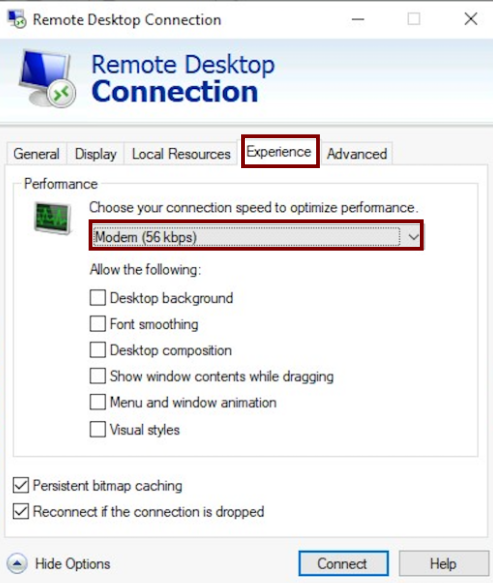 Remote Desktop Connection
Remote Desktop
Connection
General Display Local Resources Experience Advanced
Performance
Choose your connection speed to optimize performance.
Modem (56 kbps)
Allow the following:
Desktop background
Font smoothing
Desktop composition
Show window contents while dragging
Menu and window animation
Visual styles
Persistent bitmap caching
Reconnect if the connection is dropped
Hide Options Connect Help